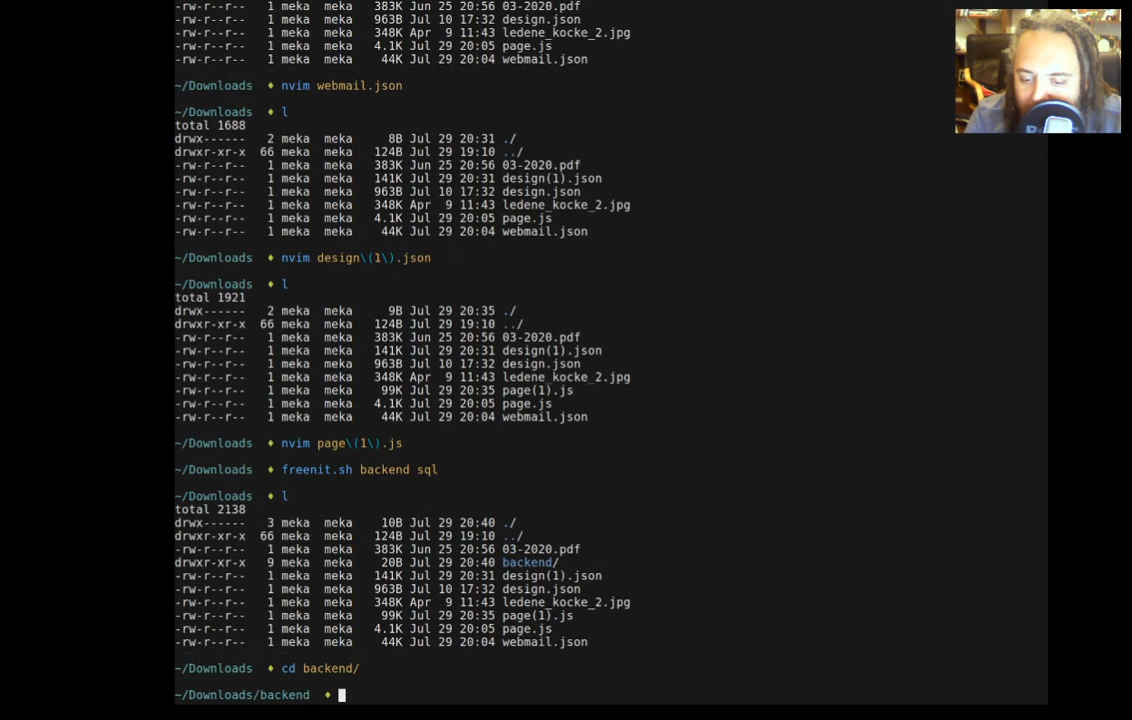 -rw-r--r-- 1 meka meka 383K Jun 25 20:56 03-2020.pdf
-rw-r--r-- 1 meka meka 963B Jul 10 17:32 design.json
-rw-r--r-- 1 meka meka 348K Apr 9 11:43 ledene_kocke_2.jpg
-rw-r--r-- 1 meka meka 4.1K Jul 29 20:05 page.js
-rw-r--r-- 1 meka meka 44K Jul 29 20:04 webmail.json
~/Downloads ♦ nvim webmail.json
~/Downloads ♦ l
total 1688
drwx------ 2 meka meka 8B Jul 29 20:31 ./
drwxr-xr-x 66 meka meka 124B Jul 29 19:10 ../
-rw-r--r-- 1 meka meka 383K Jun 25 20:56 03-2020.pdf
-rw-r--r-- 1 meka meka 141K Jul 29 20:31 design(1).json
-rw-r--r-- 1 meka meka 963B Jul 10 17:32 design.json
-rw-r--r-- 1 meka meka 348K Apr 9 11:43 ledene_kocke_2.jpg
-rw-r--r-- 1 meka meka 4.1K Jul 29 20:05 page.js
-rw-r--r-- 1 meka meka 44K Jul 29 20:04 webmail.json
~/Downloads ♦ nvim design\(1\).json
~/Downloads ♦ l
total 1921
drwx------ 2 meka meka 9B Jul 29 20:35 ./
drwxr-xr-x 66 meka meka 124B Jul 29 19:10 ../
-rw-r--r-- 1 meka meka 383K Jun 25 20:56 03-2020.pdf
-rw-r--r-- 1 meka meka 141K Jul 29 20:31 design(1).json
-rw-r--r-- 1 meka meka 963B Jul 10 17:32 design.json
-rw-r--r-- 1 meka meka 348K Apr 9 11:43 ledene_kocke_2.jpg
-rw-r--r-- 1 meka meka 99K Jul 29 20:35 page(1).js
-rw-r--r-- 1 meka meka 4.1K Jul 29 20:05 page.js
-rw-r--r-- 1 meka meka 44K Jul 29 20:04 webmail.json
~/Downloads ♦ nvim page\(1\).js
~/Downloads ♦ freenit.sh backend sql
~/Downloads ♦ l
total 2138
drwx------ 3 meka meka 10B Jul 29 20:40 ./
drwxr-xr-x 66 meka meka 124B Jul 29 19:10 ../
-rw-r--r-- 1 meka meka 383K Jun 25 20:56 03-2020.pdf
drwxr-xr-x 9 meka meka 20B Jul 29 20:40 backend/
-rw-r--r-- 1 meka meka 141K Jul 29 20:31 design(1).json
-rw-r--r-- 1 meka meka 963B Jul 10 17:32 design.json
-rw-r--r-- 1 meka meka 348K Apr 9 11:43 ledene_kocke_2.jpg
-rw-r--r-- 1 meka meka 99K Jul 29 20:35 page(1).js
-rw-r--r-- 1 meka meka 4.1K Jul 29 20:05 page.js
-rw-r--r-- 1 meka meka 44K Jul 29 20:04 webmail.json
~/Downloads ♦ cd backend/
~/Downloads/backend ♦